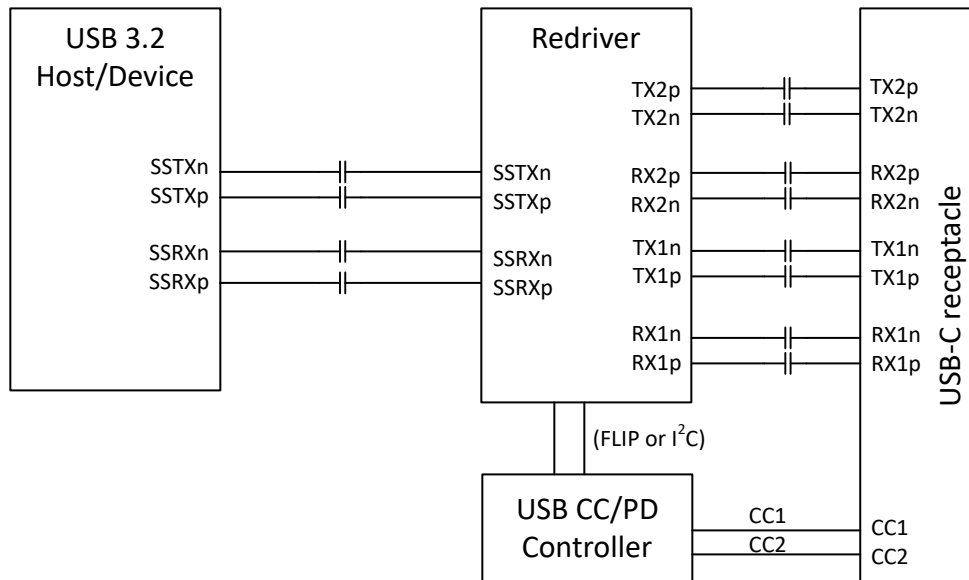 USB 3.2
Host/Device
SSTXn
SSTXp
SSRXn
SSRXp
Redriver
SSTXn
SSTXp
SSRXn
SSRXp
TX2p
TX2n
RX2p
RX2n
TX1n
TX1p
RX1n
RX1p
TX2p
TX2n
RX2p
RX2n
TX1n
TX1p
RX1n
RX1p
USB-C receptacle
(FLIP or I²C)
USB CC/PD
Controller
CC1
CC2
CC1
CC2